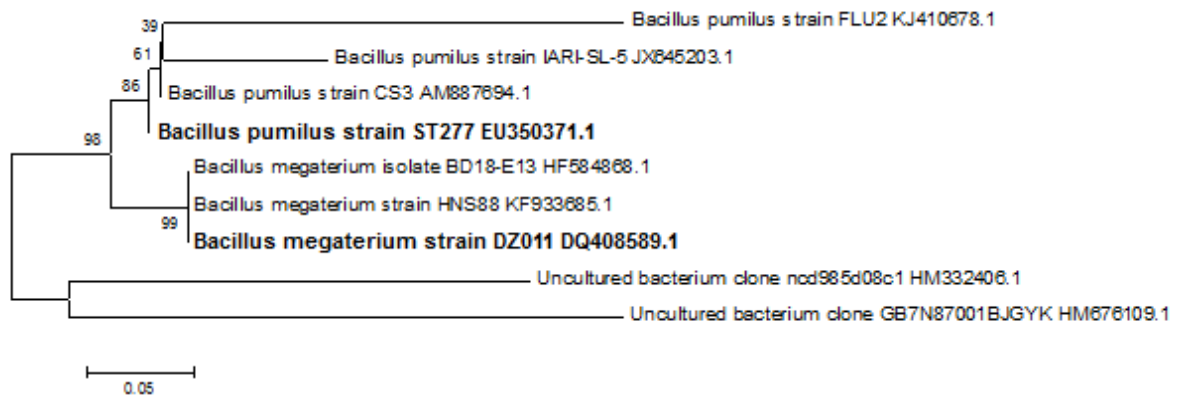 39
Bacillus pumilus strain FLU2 KJ410678.1
61
Bacillus pumilus strain IARI-SL-5 JX645203.1
86
Bacillus pumilus strain CS3 AM887694.1
Bacillus pumilus strain ST277 EU350371.1
98
Bacillus megaterium isolate BD18-E13 HF584868.1
Bacillus megaterium strain HNS88 KF933685.1
99
Bacillus megaterium strain DZ011 DQ408589.1
Uncultured bacterium clone ncd985d08c1 HM332406.1
Uncultured bacterium clone GB7N87001BJGYK HM676109.1
0.05